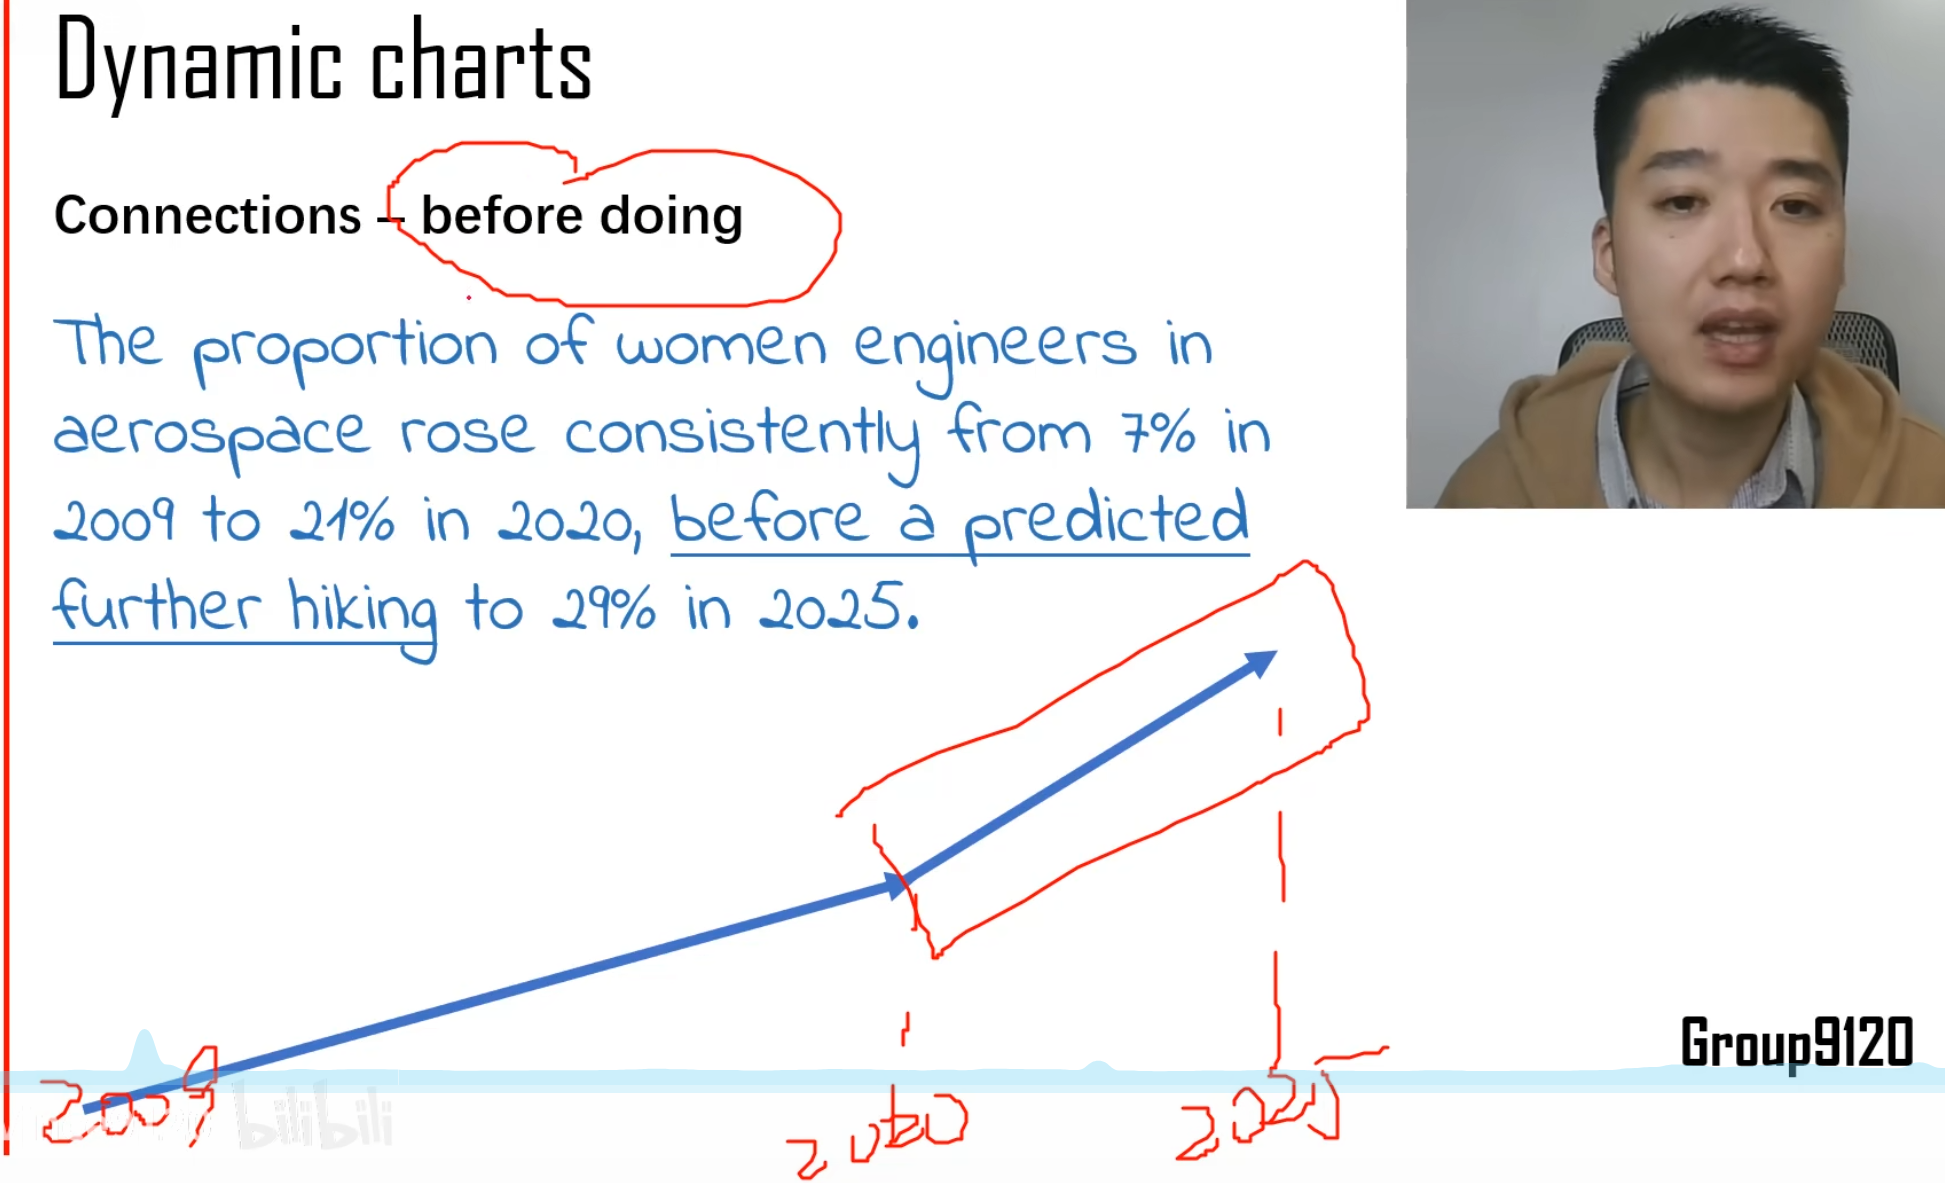 Dynamic charts
Connections – before doing
The proportion of women engineers in
aerospace rose consistently from 7% in
2009 to 21% in 2020, before a predicted
further hiking to 29% in 2025.
Group9120
2009
bilibili
2020
2025